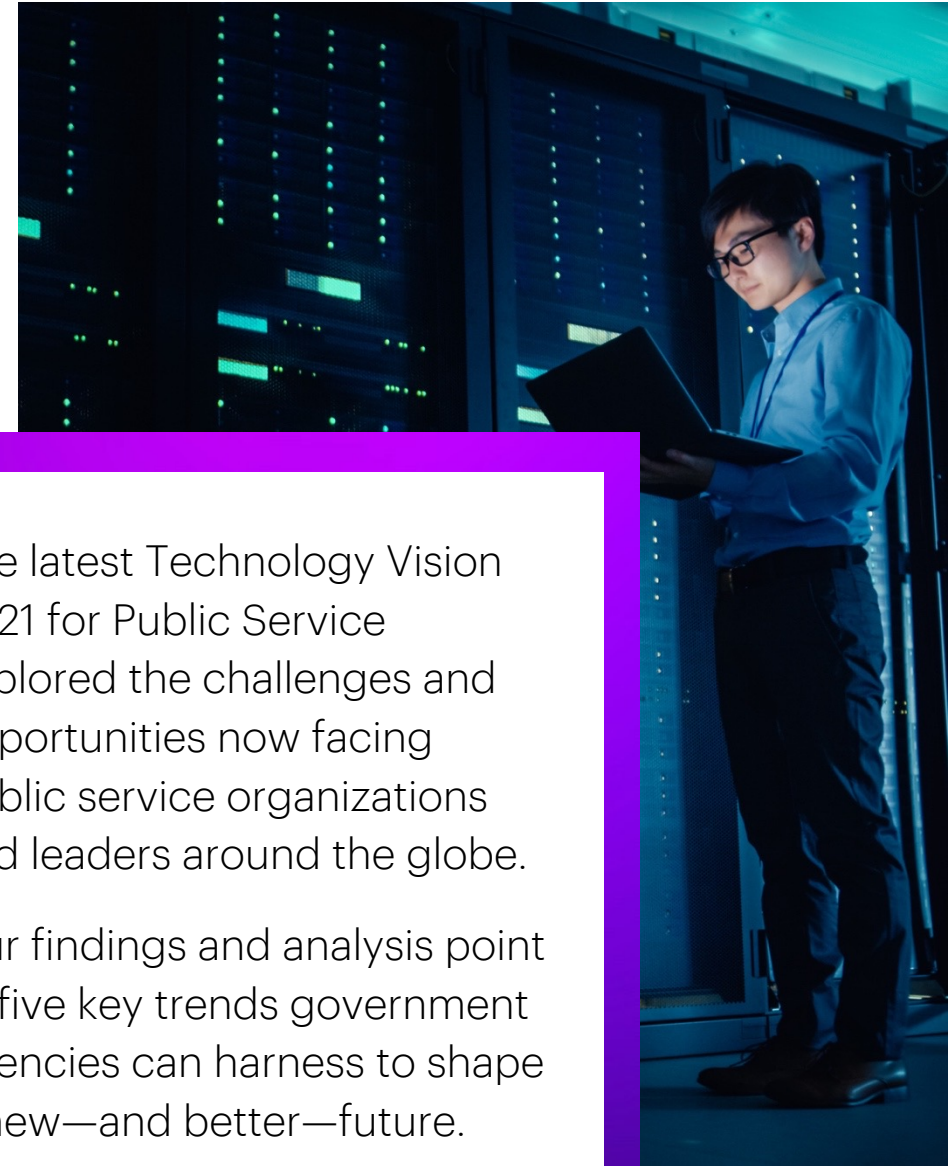 e latest Technology Vision
21 for Public Service
plored the challenges and
portunities now facing
blic service organizations
d leaders around the globe.
ur findings and analysis point
five key trends government
encies can harness to shape
new—and better—future.